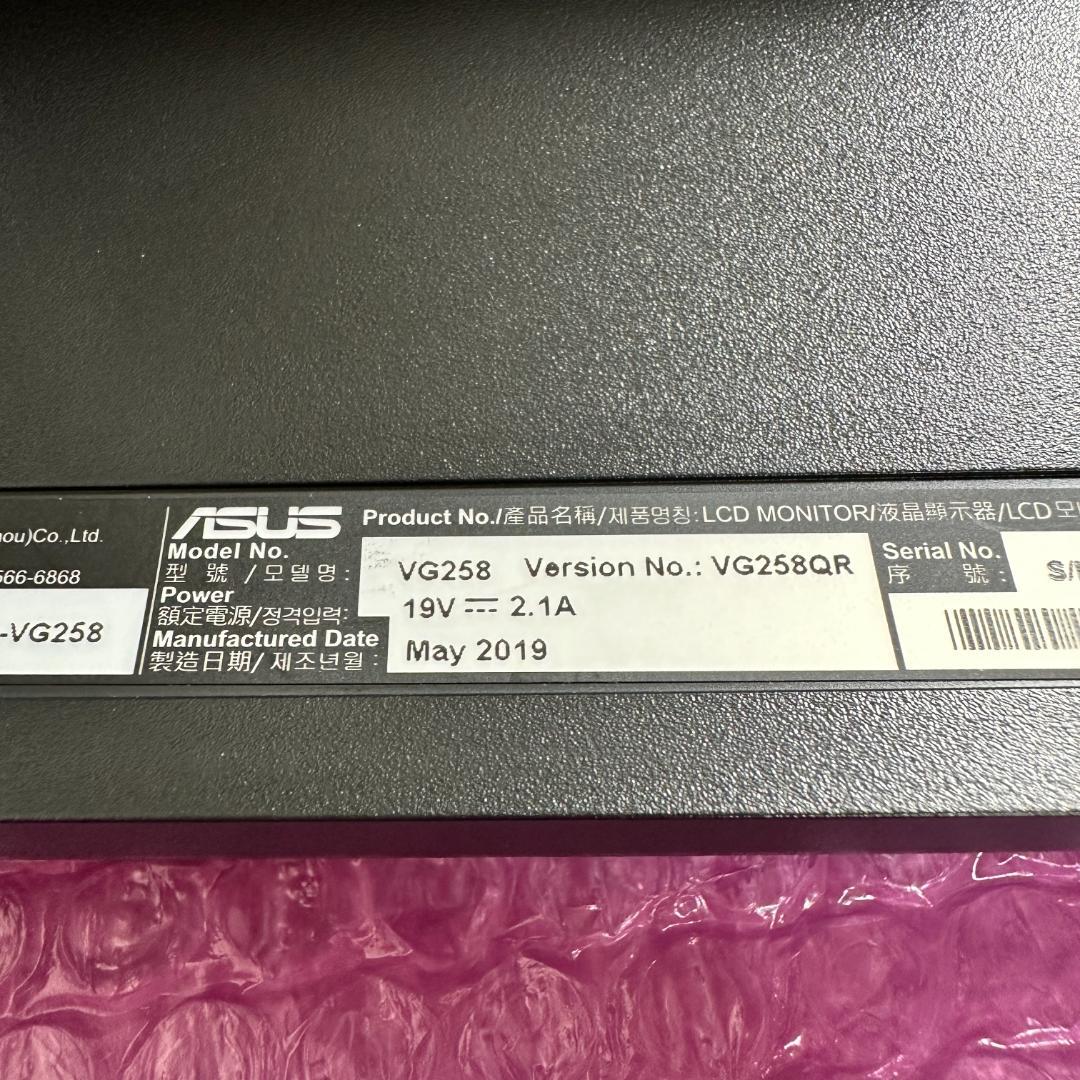 ou)Co.,Ltd.
566-6868
-VG258
ASUS
Product No./產品名稱/제품명칭:LCD MONITOR/液晶顯示器/LCD 모
Model No.
型 號 /모델명: VG258 Version No.: VG258QR
Power
額定電源/정격입력: 19V ⎓ 2.1A
Manufactured Date
製造日期/제조년월: May 2019
Serial No.
序 號: S/